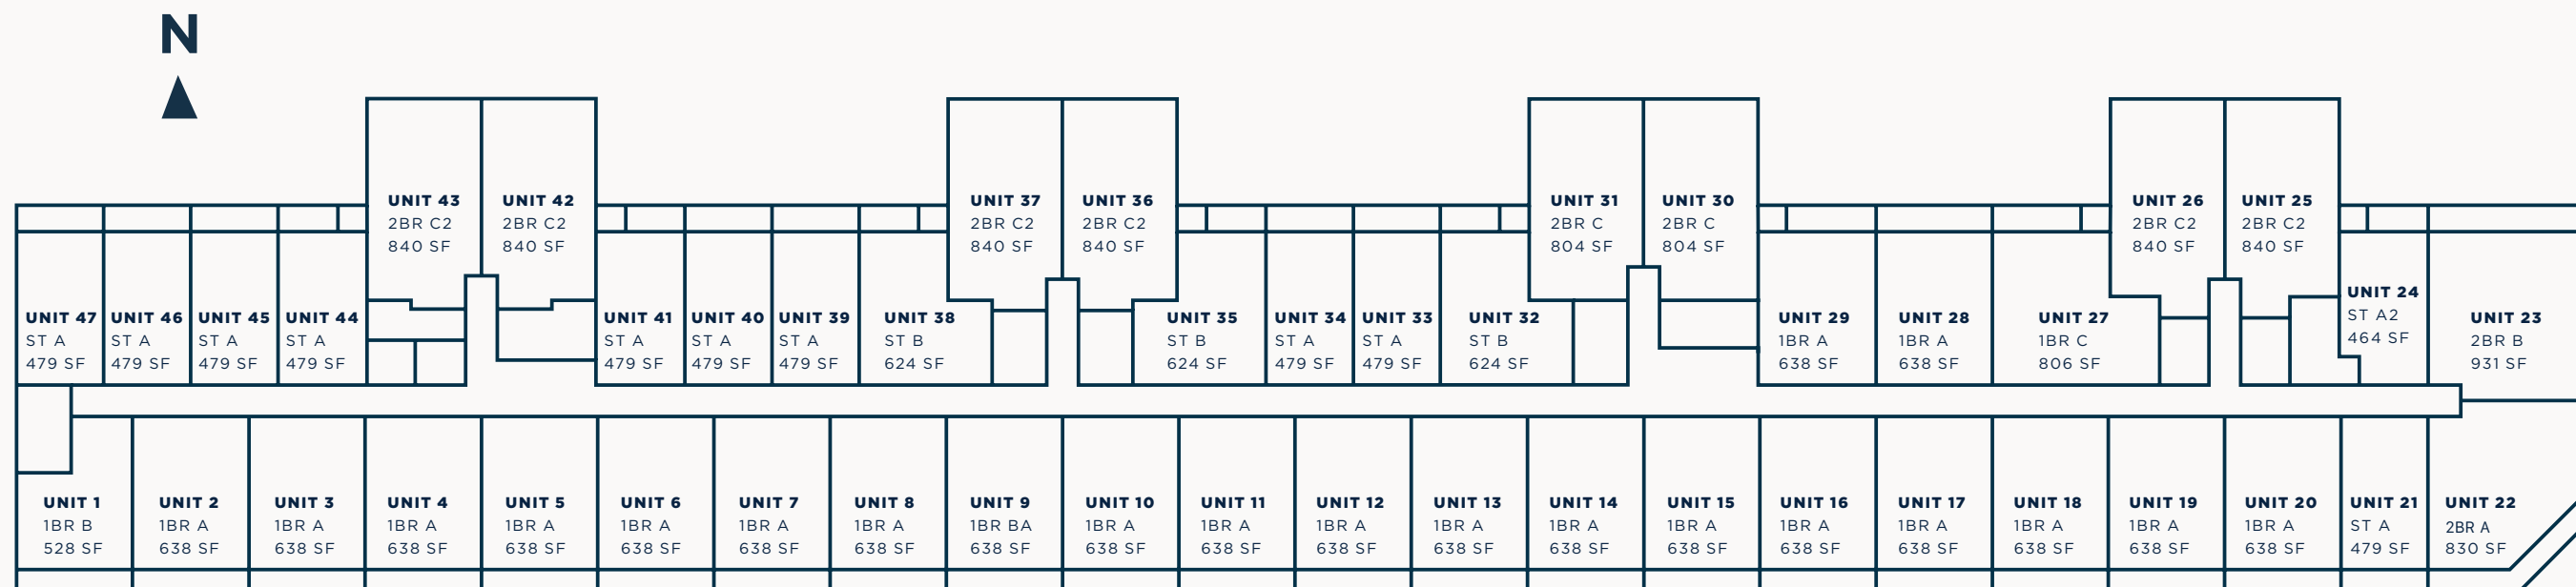 N
UNIT 43
2BR C2
840 SF
UNIT 42
2BR C2
840 SF
UNIT 37
2BR C2
840 SF
UNIT 36
2BR C2
840 SF
UNIT 31
2BR C
804 SF
UNIT 30
2BR C
804 SF
UNIT 26
2BR C2
840 SF
UNIT 25
2BR C2
840 SF
UNIT 47
ST A
479 SF
UNIT 46
ST A
479 SF
UNIT 45
ST A
479 SF
UNIT 44
ST A
479 SF
UNIT 41
ST A
479 SF
UNIT 40
ST A
479 SF
UNIT 39
ST A
479 SF
UNIT 38
ST B
624 SF
UNIT 35
ST B
624 SF
UNIT 34
ST A
479 SF
UNIT 33
ST A
479 SF
UNIT 32
ST B
624 SF
UNIT 29
1BR A
638 SF
UNIT 28
1BR A
638 SF
UNIT 27
1BR C
806 SF
UNIT 24
ST A2
464 SF
UNIT 23
2BR B
931 SF
UNIT 1
1BR B
528 SF
UNIT 2
1BR A
638 SF
UNIT 3
1BR A
638 SF
UNIT 4
1BR A
638 SF
UNIT 5
1BR A
638 SF
UNIT 6
1BR A
638 SF
UNIT 7
1BR A
638 SF
UNIT 8
1BR A
638 SF
UNIT 9
1BR BA
638 SF
UNIT 10
1BR A
638 SF
UNIT 11
1BR A
638 SF
UNIT 12
1BR A
638 SF
UNIT 13
1BR A
638 SF
UNIT 14
1BR A
638 SF
UNIT 15
1BR A
638 SF
UNIT 16
1BR A
638 SF
UNIT 17
1BR A
638 SF
UNIT 18
1BR A
638 SF
UNIT 19
1BR A
638 SF
UNIT 20
1BR A
638 SF
UNIT 21
ST A
479 SF
UNIT 22
2BR A
830 SF